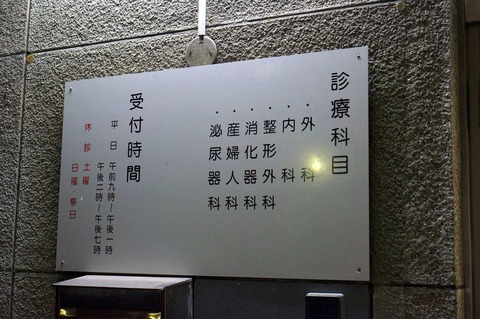 診療科目
・外科
・内科
・整形外科
・消化器科
・産婦人科
・泌尿器科
受付時間
平日 午前九時〜午後一時
午後二時〜午後七時
休診 土曜
日曜 祭日